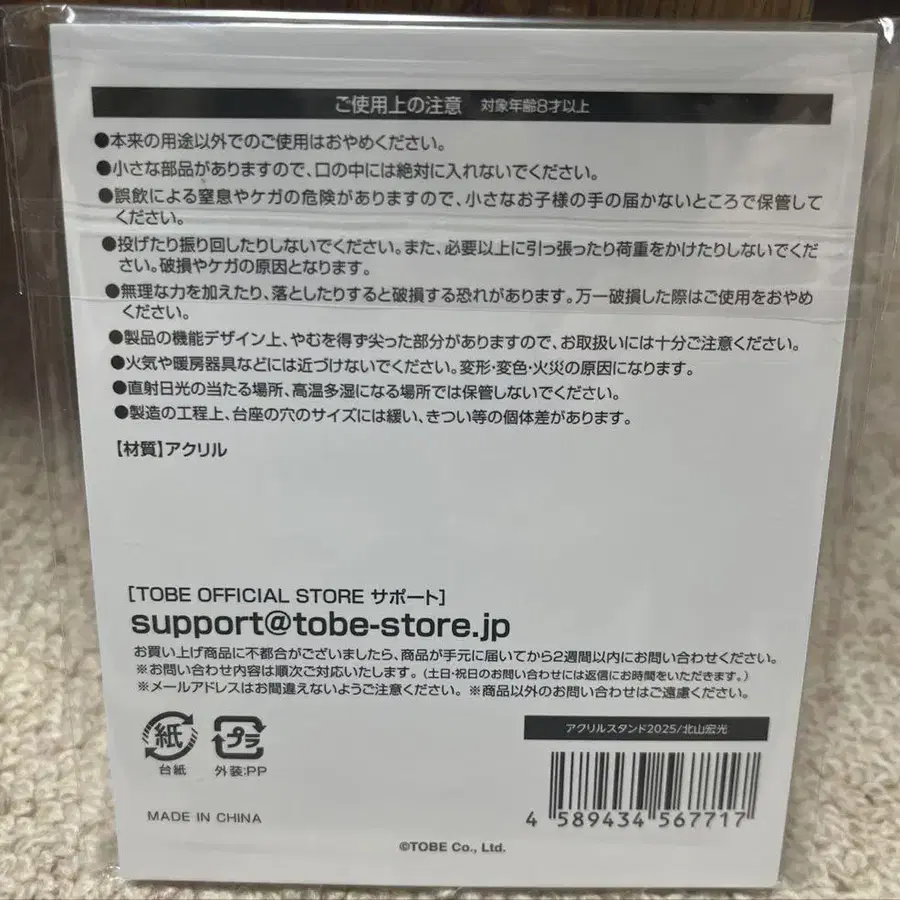 ご使用上の注意 対象年齢8才以上
●本来の用途以外でのご使用はおやめください。
●小さな部品がありますので、口の中には絶対に入れないでください。
●誤飲による窒息やケガの危険がありますので、小さなお子様の手の届かないところで保管して
ください。
●投げたり振り回したりしないでください。また、必要以上に引っ張ったり荷重をかけたりしないでくだ
さい。破損やケガの原因となります。
●無理な力を加えたり、落としたりすると破損する恐れがあります。万一破損した際はご使用をおやめ
ください。
●製品の機能デザイン上、やむを得ず尖った部分がありますので、お取扱いには十分ご注意ください。
●火気や暖房器具などには近づけないでください。変形・変色・火災の原因になります。
●直射日光の当たる場所、高温多湿になる場所では保管しないでください。
●製造の工程上、台座の穴のサイズには緩い、きつい等の個体差があります。
【材質】アクリル
[TOBE OFFICIAL STORE サポート]
support@tobe-store.jp
お買い上げ商品に不都合がございましたら、商品が手元に届いてから2週間以内にお問い合わせください。
※お問い合わせ内容は順次ご対応いたします。(土日・祝日のお問い合わせには返信にお時間をいただきます。)
※メールアドレスはお間違えないようご注意ください。 ※商品以外のお問い合わせはご遠慮ください。
紙
台紙
プラ
外装:PP
アクリルスタンド2025/北山宏光
4 589434 567717
MADE IN CHINA
©TOBE Co., Ltd.